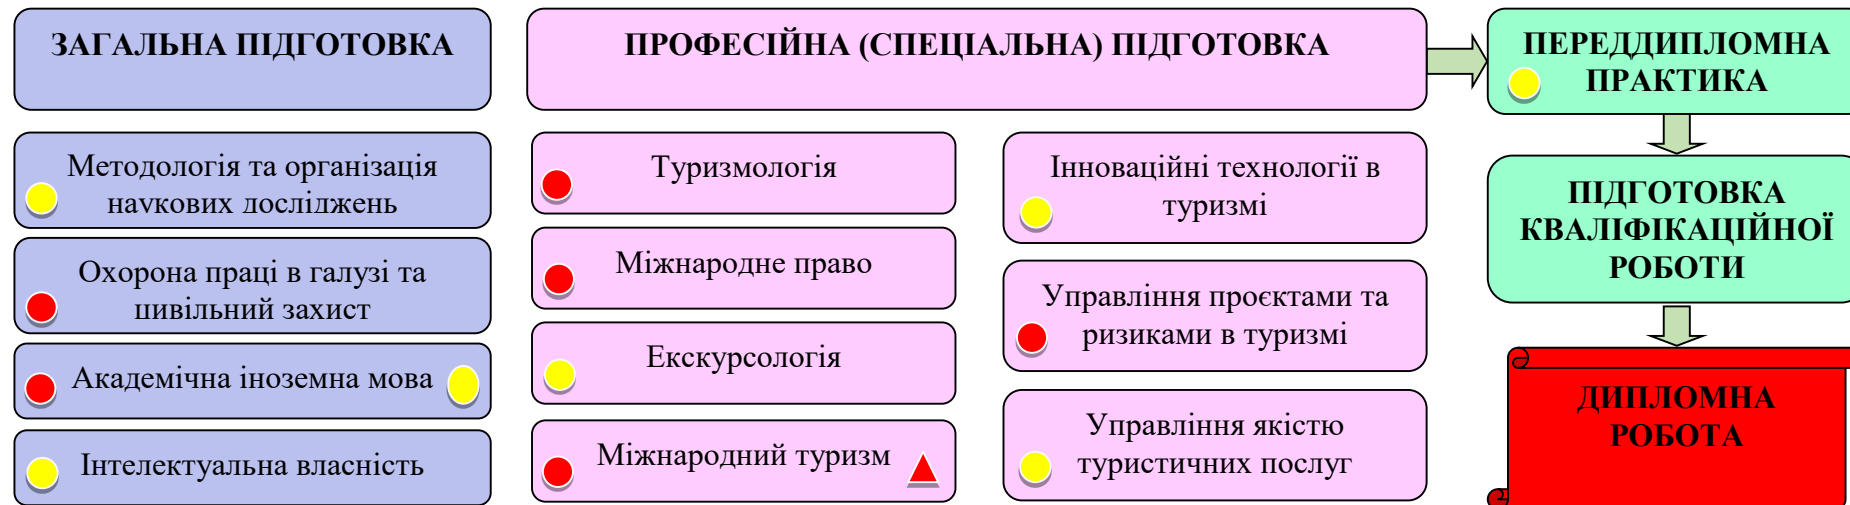 ЗАГАЛЬНА ПІДГОТОВКА
Методологія та організація
наукових досліджень
Охорона праці в галузі та
цивільний захист
Академічна іноземна мова
Інтелектуальна власність
ПРОФЕСІЙНА (СПЕЦІАЛЬНА) ПІДГОТОВКА
Туризмологія
Міжнародне право
Екскурсологія
Міжнародний туризм
Інноваційні технології в
туризмі
Управління проєктами та
ризиками в туризмі
Управління якістю
туристичних послуг
ПЕРЕДДИПЛОМНА
ПРАКТИКА
ПІДГОТОВКА
КВАЛІФІКАЦІЙНОЇ
РОБОТИ
ДИПЛОМНА
РОБОТА